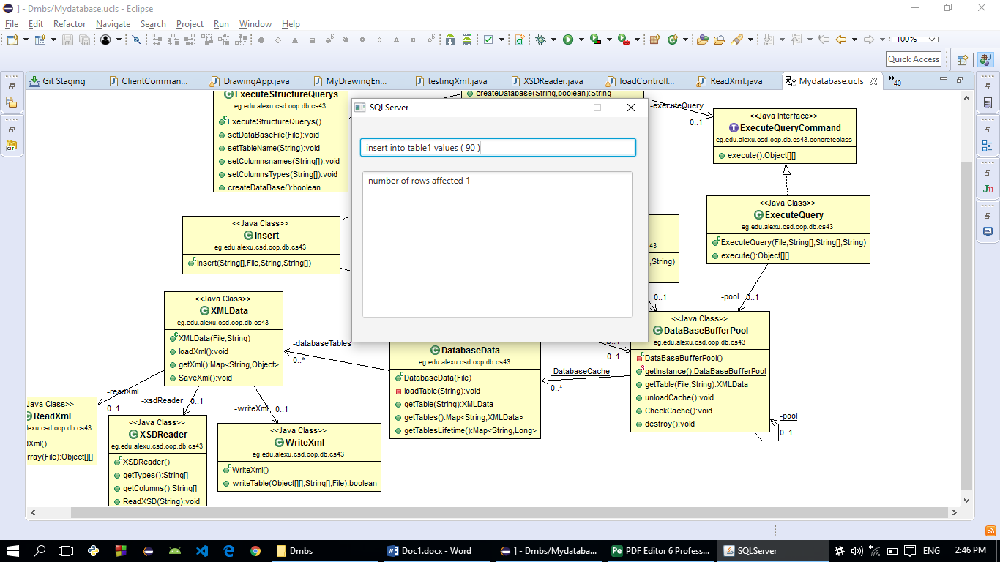 ] - Dmbs/Mydatabase.ucls - Eclipse
File Edit Refactor Navigate Search Project Run Window Help
100%
Quick Access
Git Staging ClientComman... DrawingApp.java MyDrawingEn... testingXml.java XSDReader.java loadControll... ReadXml.java Mydatabase.ucls 40
ExecuteStructureQuerys
eg.edu.alexu.csd.oop.db.cs43
ExecuteStructureQuerys()
setDataBaseFile(File):void
setTableName(String):void
setColumnsnames(String[]):void
setColumnsTypes(String[]):void
createDataBase():boolean
createDatabase(String,boolean):String
SQLServer
insert into table1 values ( 90 )
number of rows affected 1
-executeQuery
0..1
<<Java Interface>>
ExecuteQueryCommand
eg.edu.alexu.csd.oop.db.cs43.concreteclass
execute():Object[][]
<<Java Class>>
ExecuteQuery
eg.edu.alexu.csd.oop.db.cs43
ExecuteQuery(File,String[],String[],String)
execute():Object[][]
<<Java Class>>
Insert
eg.edu.alexu.csd.oop.db.cs43
Insert(String[],File,String,String[])
43
],String)
0..1
-pool 0..1
<<Java Class>>
XMLData
eg.edu.alexu.csd.oop.db.cs43
XMLData(File,String)
loadXml():void
getXml():Map<String,Object>
SaveXml():void
-databaseTables
0..*
DatabaseData
eg.edu.alexu.csd.oop.db.cs43
DatabaseData(File)
loadTable(String):void
getTable(String):XMLData
getTables():Map<String,XMLData>
getTablesLifetime():Map<String,Long>
-DatabaseCache
0..*
0..1
<<Java Class>>
DataBaseBufferPool
eg.edu.alexu.csd.oop.db.cs43
DataBaseBufferPool()
getInstance():DataBaseBufferPool
getTable(File,String):XMLData
unloadCache():void
CheckCache():void
destroy():void
-pool
0..1
-readXml
0..1
-xsdReader 0..1
-writeXml 0..1
Java Class>>
ReadXml
lexu.csd.oop.db.cs43
dXml()
rray(File):Object[][]
<<Java Class>>
XSDReader
eg.edu.alexu.csd.oop.db.cs43
XSDReader()
getTypes():String[]
getColumns():String[]
ReadXSD(String):void
<<Java Class>>
WriteXml
eg.edu.alexu.csd.oop.db.cs43
WriteXml()
writeTable(Object[][],String[],File):boolean
Dmbs Doc1.docx - Word ] - Dmbs/Mydataba... PDF Editor 6 Profess... SQLServer ENG 2:46 PM